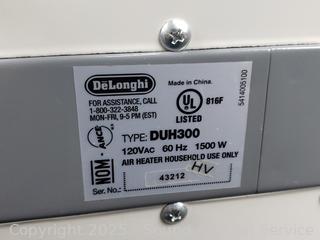 DeLonghi
Made in China.
FOR ASSISTANCE, CALL
1-800-322-3848
MON-FRI, 9-5 PM (EST)
UL
LISTED
816F
5414005100
NOM-ANCE
TYPE: DUH300
120VAC 60 Hz 1500 W
AIR HEATER HOUSEHOLD USE ONLY
Ser. No.:
43212
HV
Copyright 2025
Service